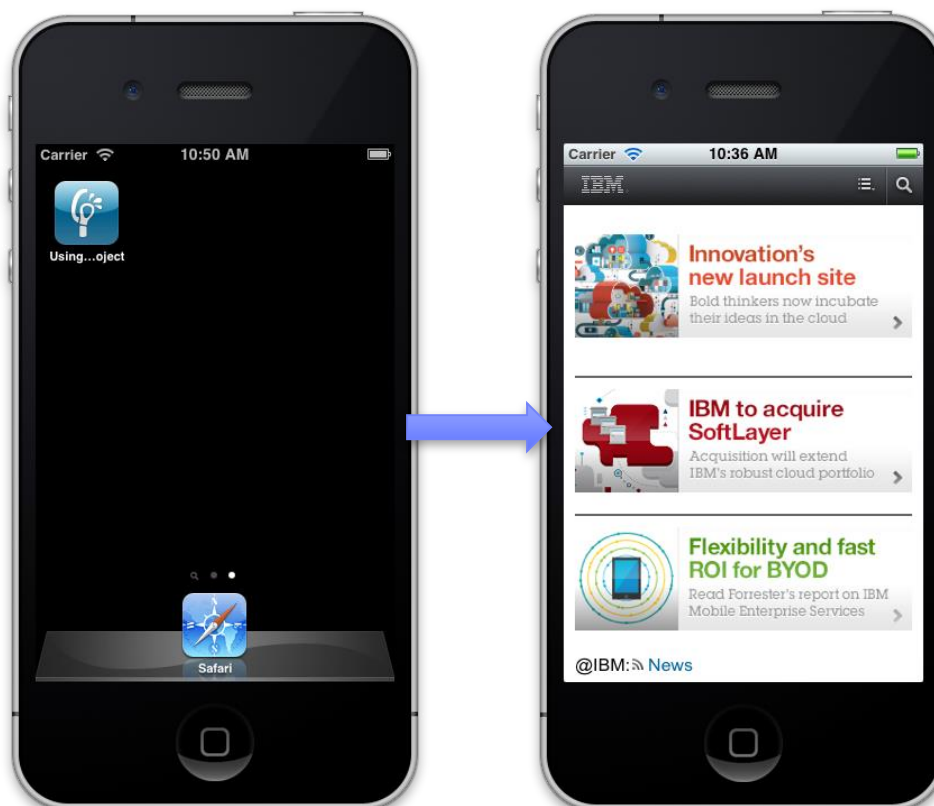 Carrier
10:50 AM
Using...oject
Safari
Carrier
10:36 AM
IBM
Innovation's
new launch site
Bold thinkers now incubate
their ideas in the cloud
IBM to acquire
SoftLayer
Acquisition will extend
IBM's robust cloud portfolio
Flexibility and fast
ROI for BYOD
Read Forrester's report on IBM
Mobile Enterprise Services
@IBM: News